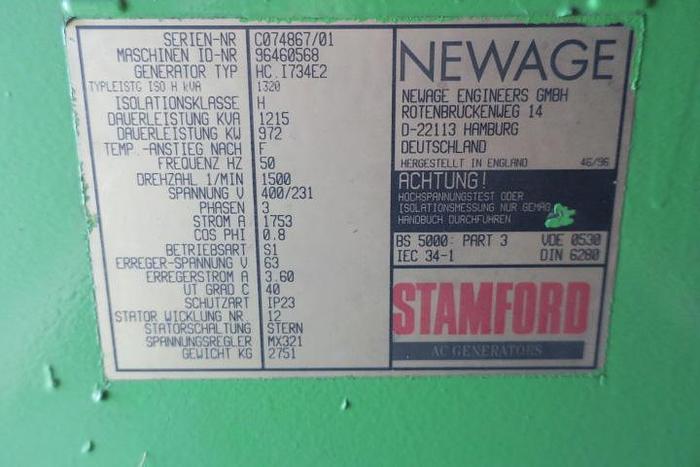 SERIEN-NR C074867/01
MASCHINEN ID-NR 96460568
GENERATOR TYP HC.I734E2
TYPLEISTG ISO H kVA 1320
ISOLATIONSKLASSE H
DAUERLEISTUNG KVA 1215
DAUERLEISTUNG KW 972
TEMP.-ANSTIEG NACH F
FREQUENZ HZ 50
DREHZAHL 1/MIN 1500
SPANNUNG V 400/231
PHASEN 3
STROM A 1753
COS PHI 0.8
BETRIEBSART S1
ERREGER-SPANNUNG V 63
ERREGERSTROM A 3.60
UT GRAD C 40
SCHUTZART IP23
STATOR WICKLUNG NR. 12
STATORSCHALTUNG STERN
SPANNUNGSREGLER MX321
GEWICHT KG 2751
NEWAGE
NEWAGE ENGINEERS GMBH
ROTENBRUCKENWEG 14
D-22113 HAMBURG
DEUTSCHLAND
HERGESTELLT IN ENGLAND 46/96
ACHTUNG!
HOCHSPANNUNGSTEST ODER
ISOLATIONSMESSUNG NUR GEMAG
HANDBUCH DURCHFUHREN
BS 5000: PART 3 VDE 0530
IEC 34-1 DIN 6280
STAMFORD
AC GENERATORS